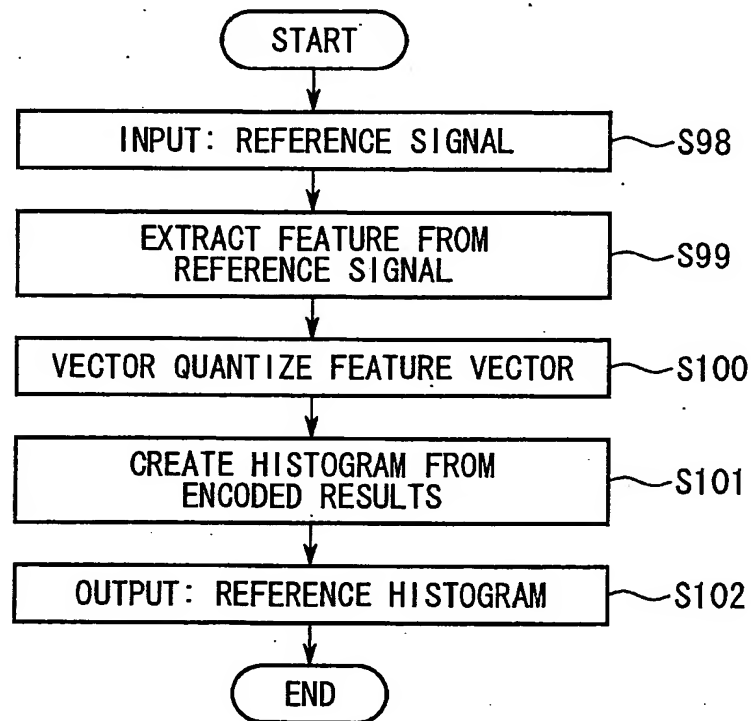 START
INPUT: REFERENCE SIGNAL
S98
EXTRACT FEATURE FROM
REFERENCE SIGNAL
S99
VECTOR QUANTIZE FEATURE VECTOR
S100
CREATE HISTOGRAM FROM
ENCODED RESULTS
S101
OUTPUT: REFERENCE HISTOGRAM
S102
END